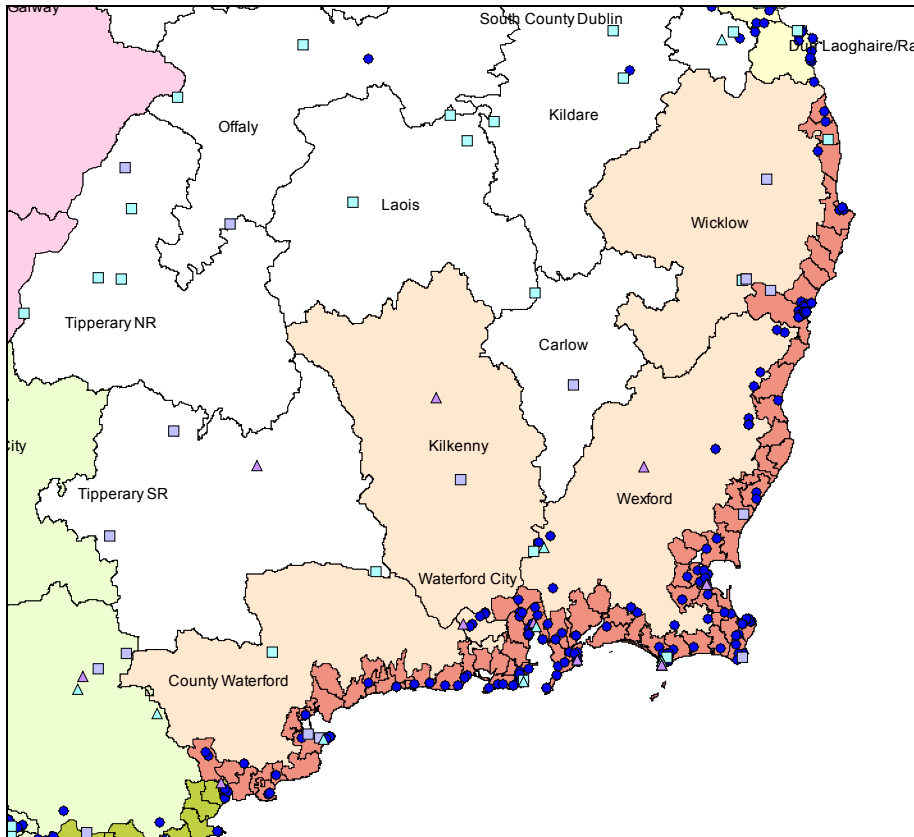 Galway
South County Dublin
Dun Laoghaire/Ra
Offaly
Kildare
Laois
Wicklow
Tipperary NR
Carlow
City
Kilkenny
Tipperary SR
Wexford
Waterford City
County Waterford